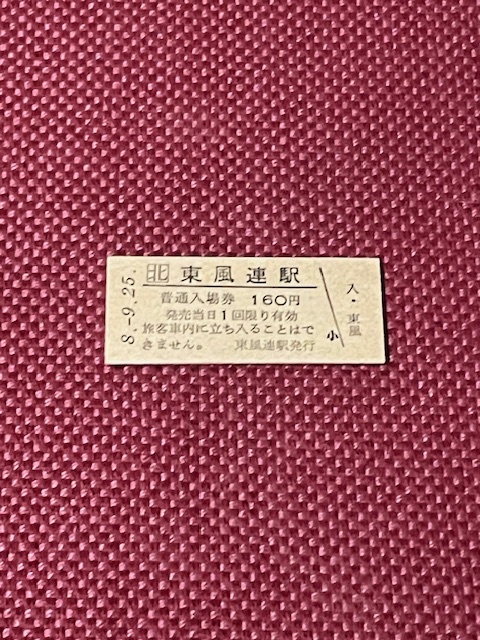 8.-9.25.
北 東風連駅
普通入場券 160円
発売当日1回限り有効
旅客車内に立ち入ることはで
きません。 東風連駅発行
小
入・東風